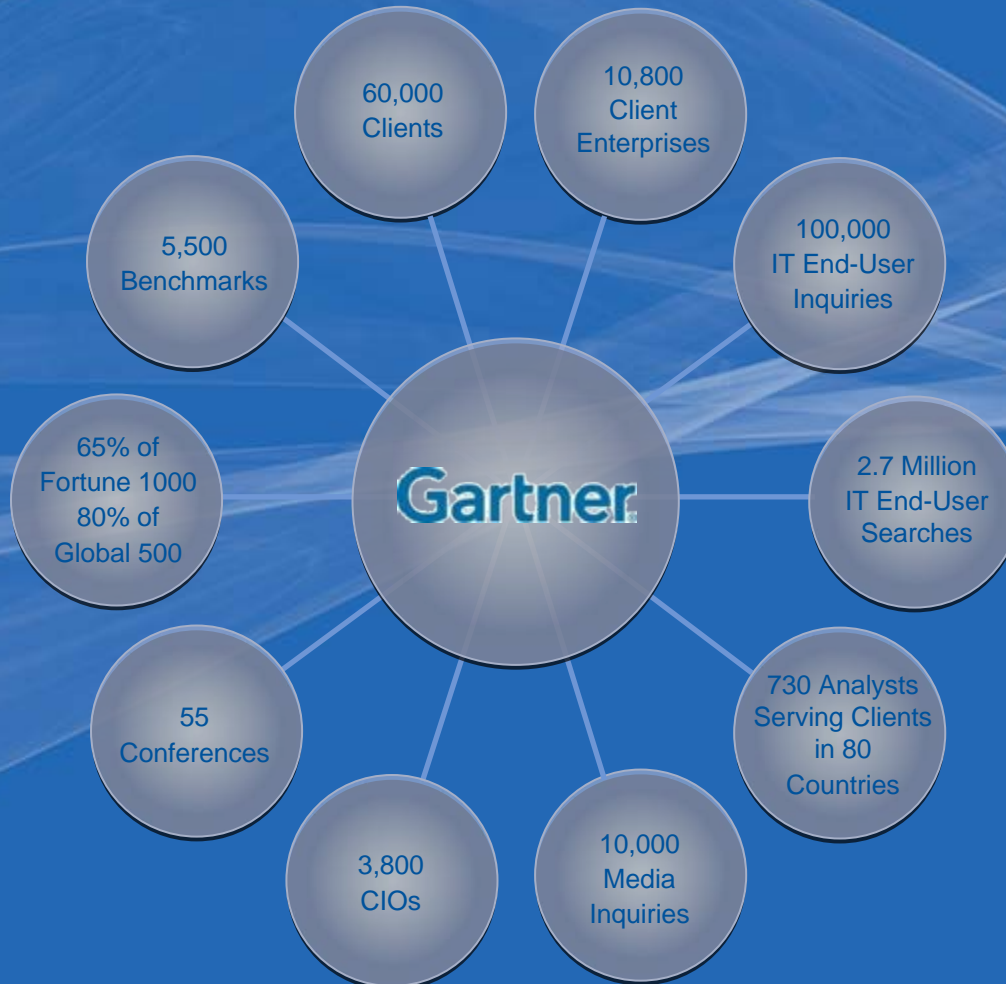 60,000
Clients
10,800
Client
Enterprises
5,500
Benchmarks
100,000
IT End-User
Inquiries
65% of
Fortune 1000
80% of
Global 500
Gartner
2.7 Million
IT End-User
Searches
55
Conferences
730 Analysts
Serving Clients
in 80
Countries
3,800
CIOs
10,000
Media
Inquiries